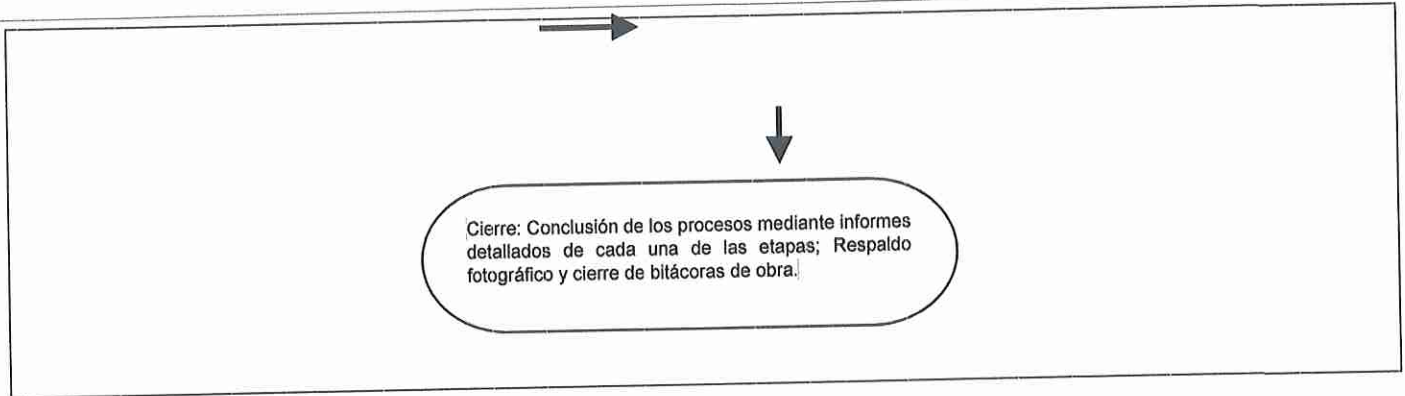 Cierre: Conclusión de los procesos mediante informes
detallados de cada una de las etapas; Respaldo
fotográfico y cierre de bitácoras de obra.